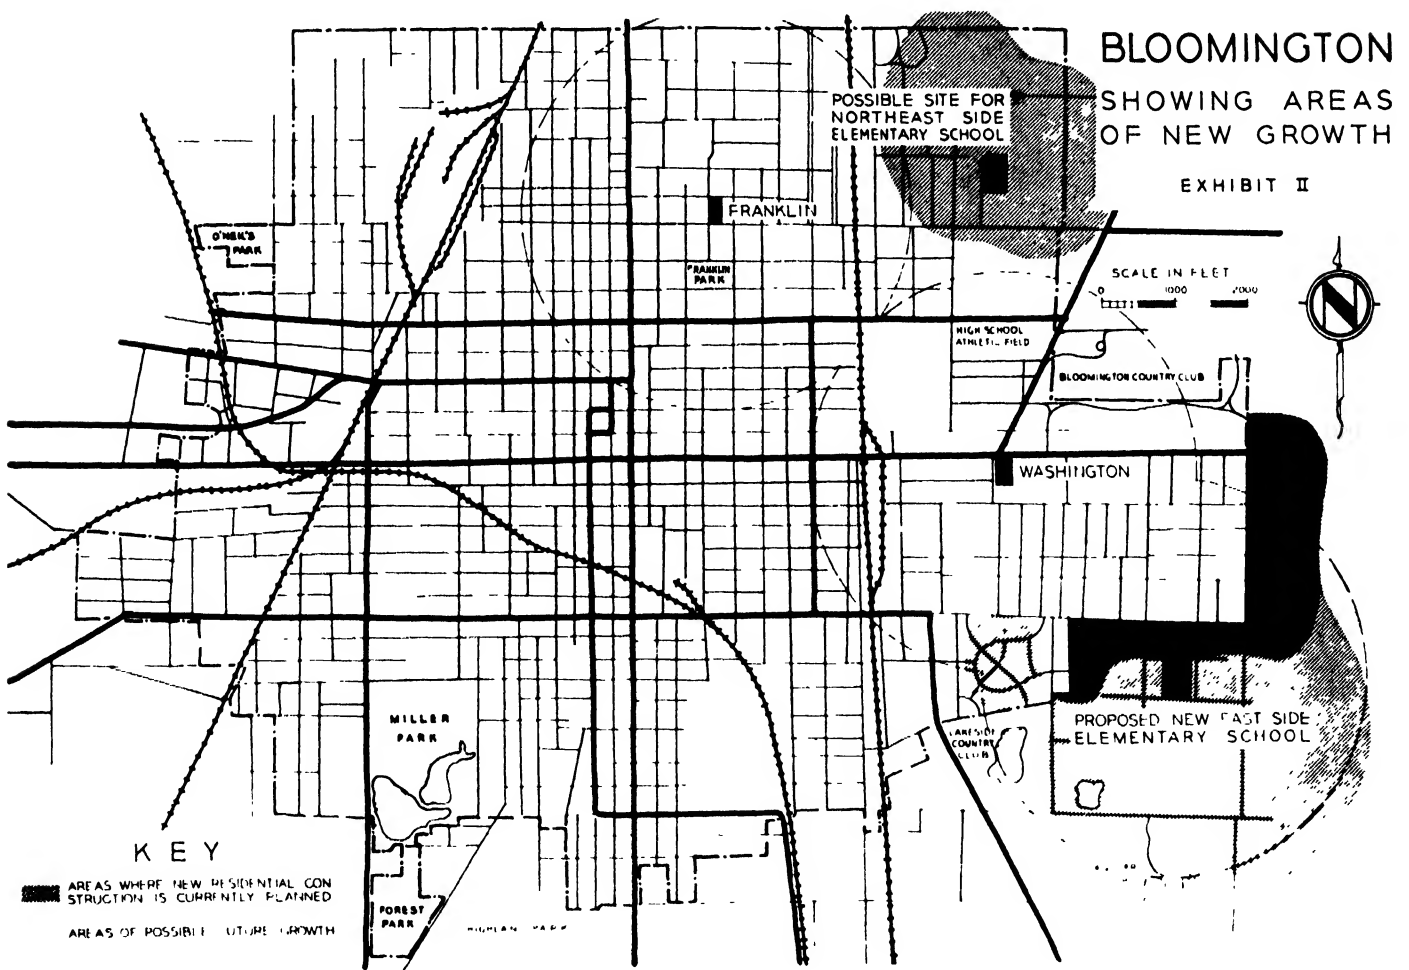 BLOOMINGTON
SHOWING AREAS
OF NEW GROWTH
EXHIBIT II
POSSIBLE SITE FOR
NORTHEAST SIDE
ELEMENTARY SCHOOL
FRANKLIN
O'NEIL'S
PARK
FRANKLIN
PARK
SCALE IN FEET
0 1000 2000
N
HIGH SCHOOL
ATHLETIC FIELD
BLOOMINGTON COUNTRY CLUB
WASHINGTON
MILLER
PARK
LAKESIDE
COUNTRY
CLUB
PROPOSED NEW EAST SIDE
ELEMENTARY SCHOOL
KEY
AREAS WHERE NEW RESIDENTIAL CON
STRUCTION IS CURRENTLY PLANNED
AREAS OF POSSIBLE UTURE GROWTH
FOREST
PARK
HIGHLAND PARK